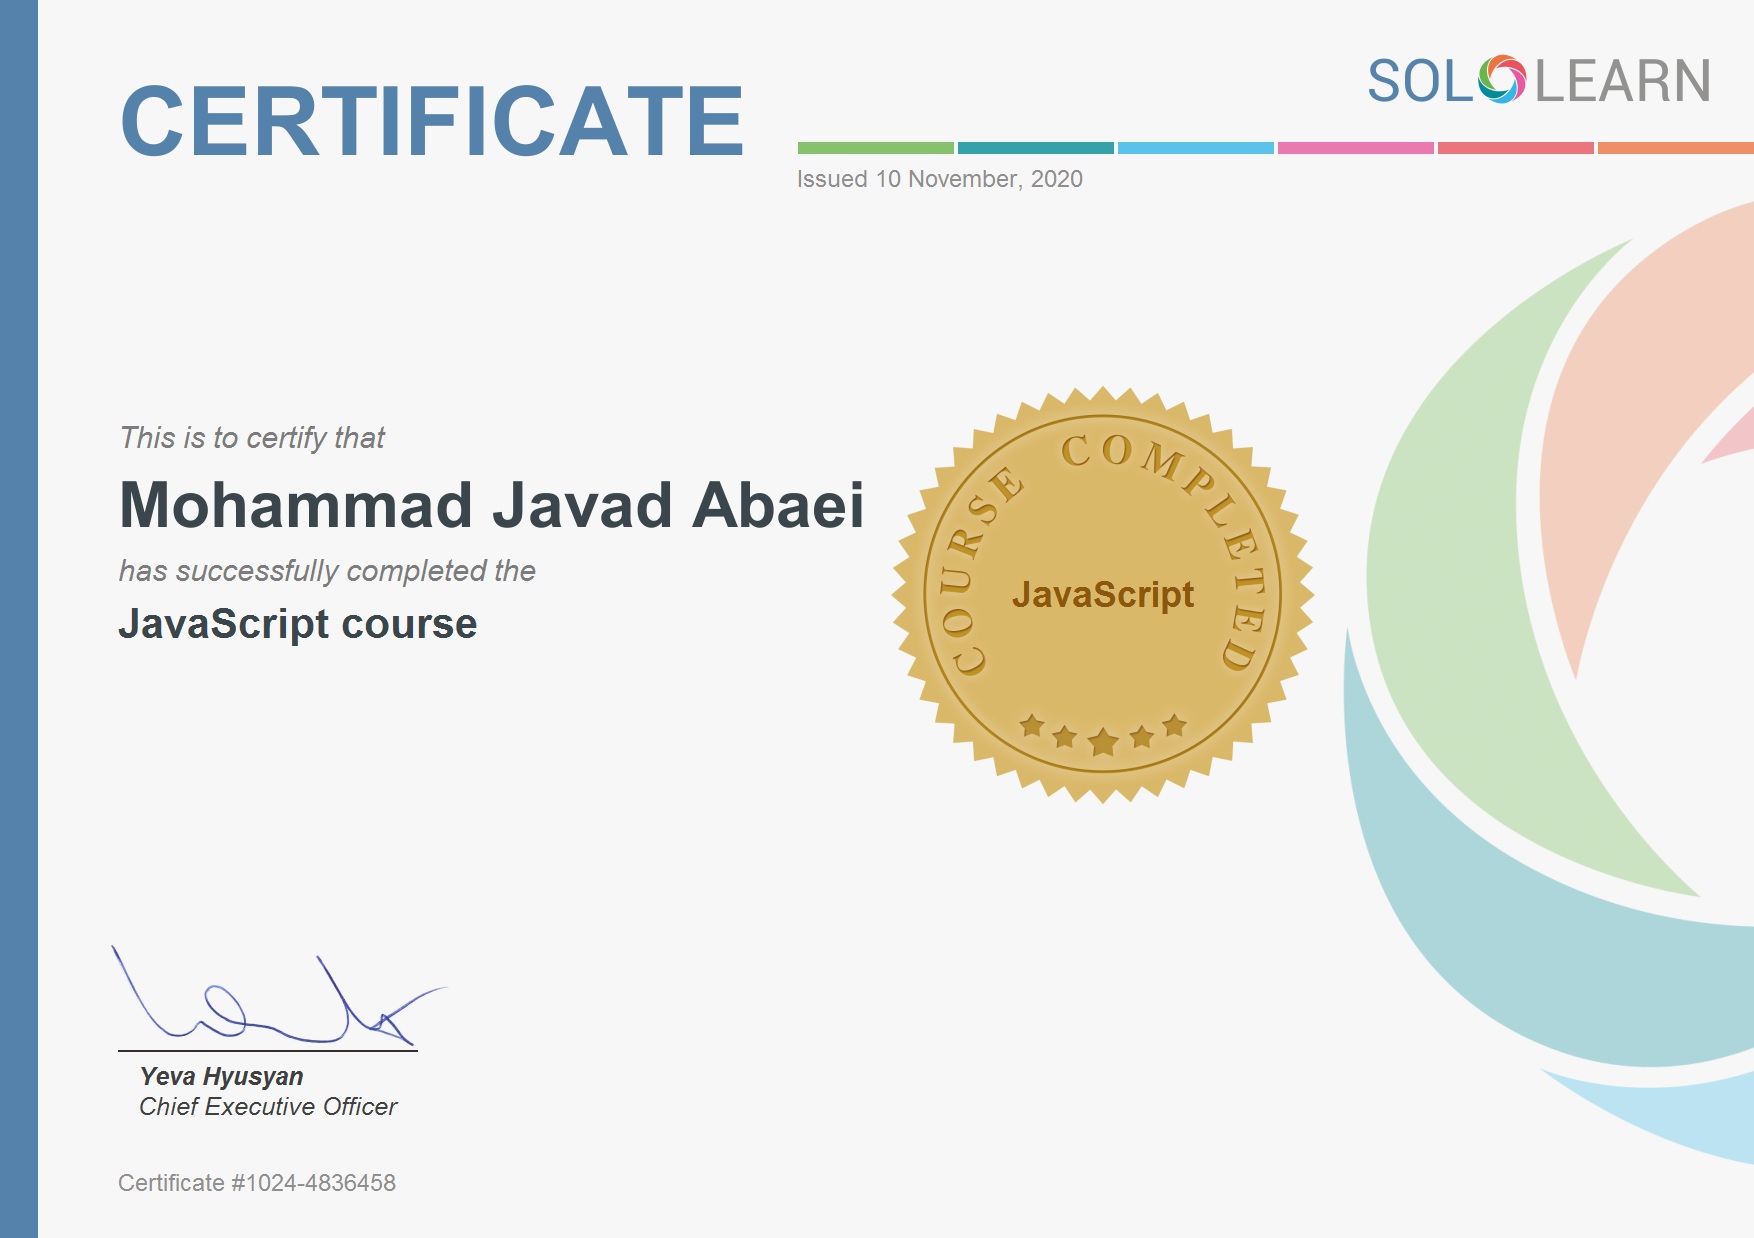 CERTIFICATE
SOLOLEARN
Issued 10 November, 2020
This is to certify that
Mohammad Javad Abaei
has successfully completed the
JavaScript course
COURSE COMPLETED
JavaScript
Yeva Hyusyan
Chief Executive Officer
Certificate #1024-4836458